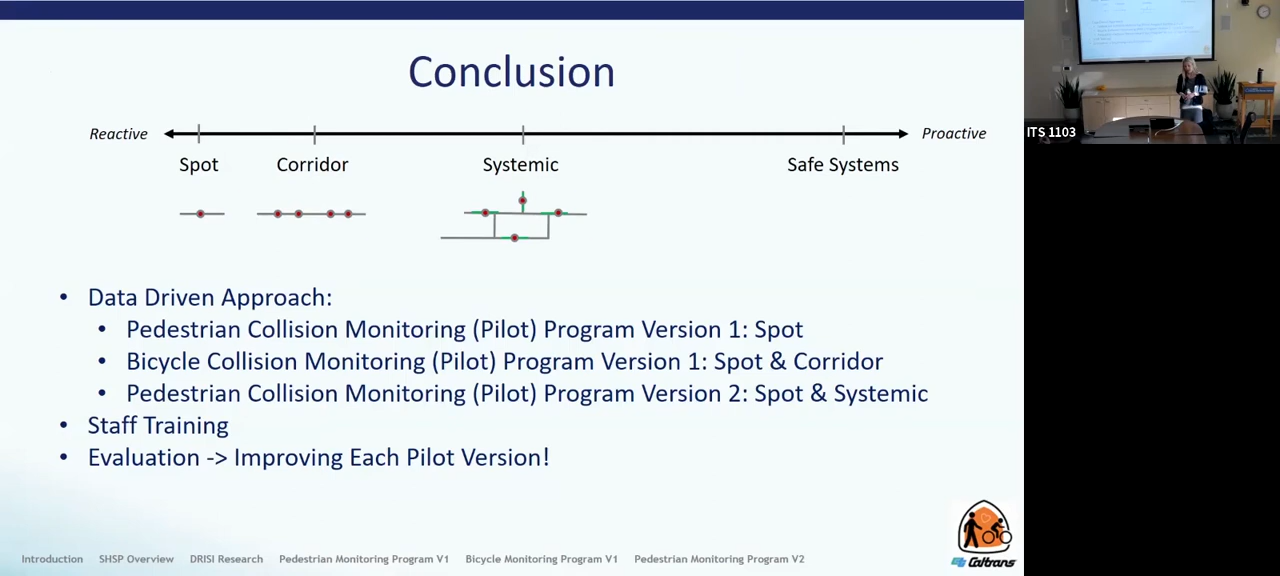 Conclusion
Reactive
Proactive
Spot
Corridor
Systemic
Safe Systems
• Data Driven Approach:
• Pedestrian Collision Monitoring (Pilot) Program Version 1: Spot
• Bicycle Collision Monitoring (Pilot) Program Version 1: Spot & Corridor
• Pedestrian Collision Monitoring (Pilot) Program Version 2: Spot & Systemic
• Staff Training
• Evaluation -> Improving Each Pilot Version!
Introduction
SHSP Overview
DRISI Research
Pedestrian Monitoring Program V1
Bicycle Monitoring Program V1
Pedestrian Monitoring Program V2
Caltrans
ITS 1103